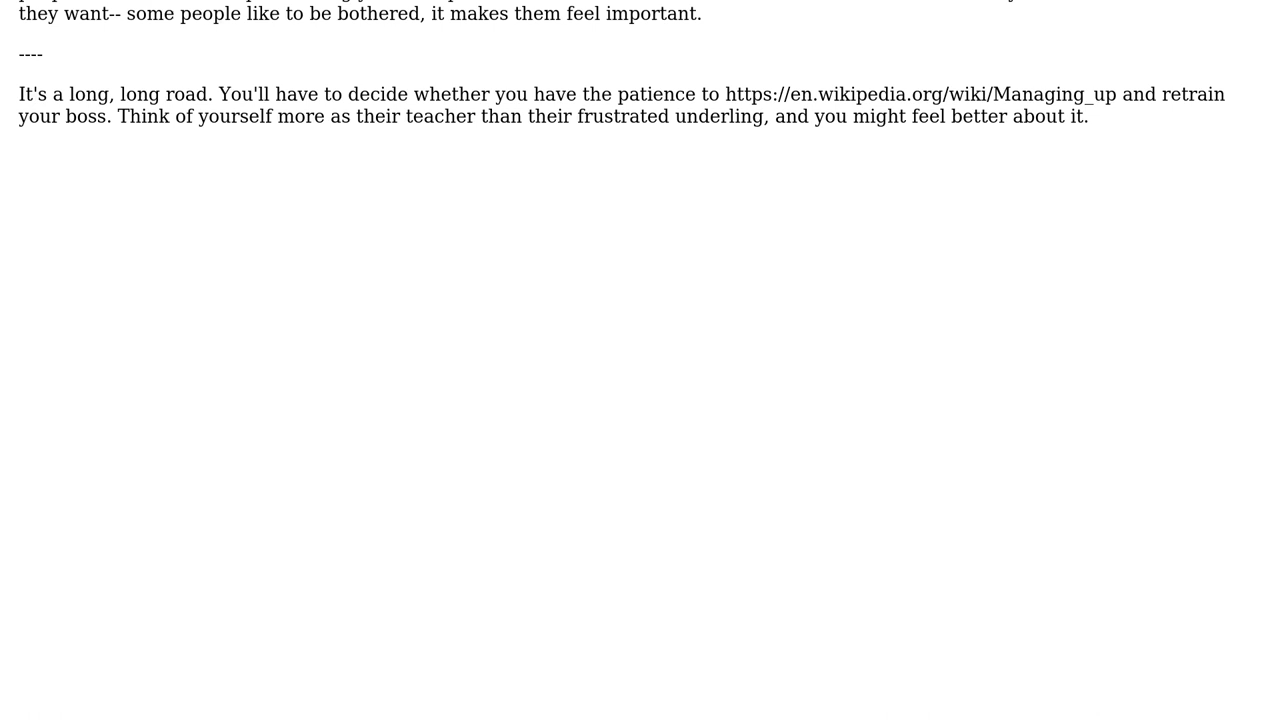 they want-- some people like to be bothered, it makes them feel important.
----
It's a long, long road. You'll have to decide whether you have the patience to https://en.wikipedia.org/wiki/Managing_up and retrain
your boss. Think of yourself more as their teacher than their frustrated underling, and you might feel better about it.